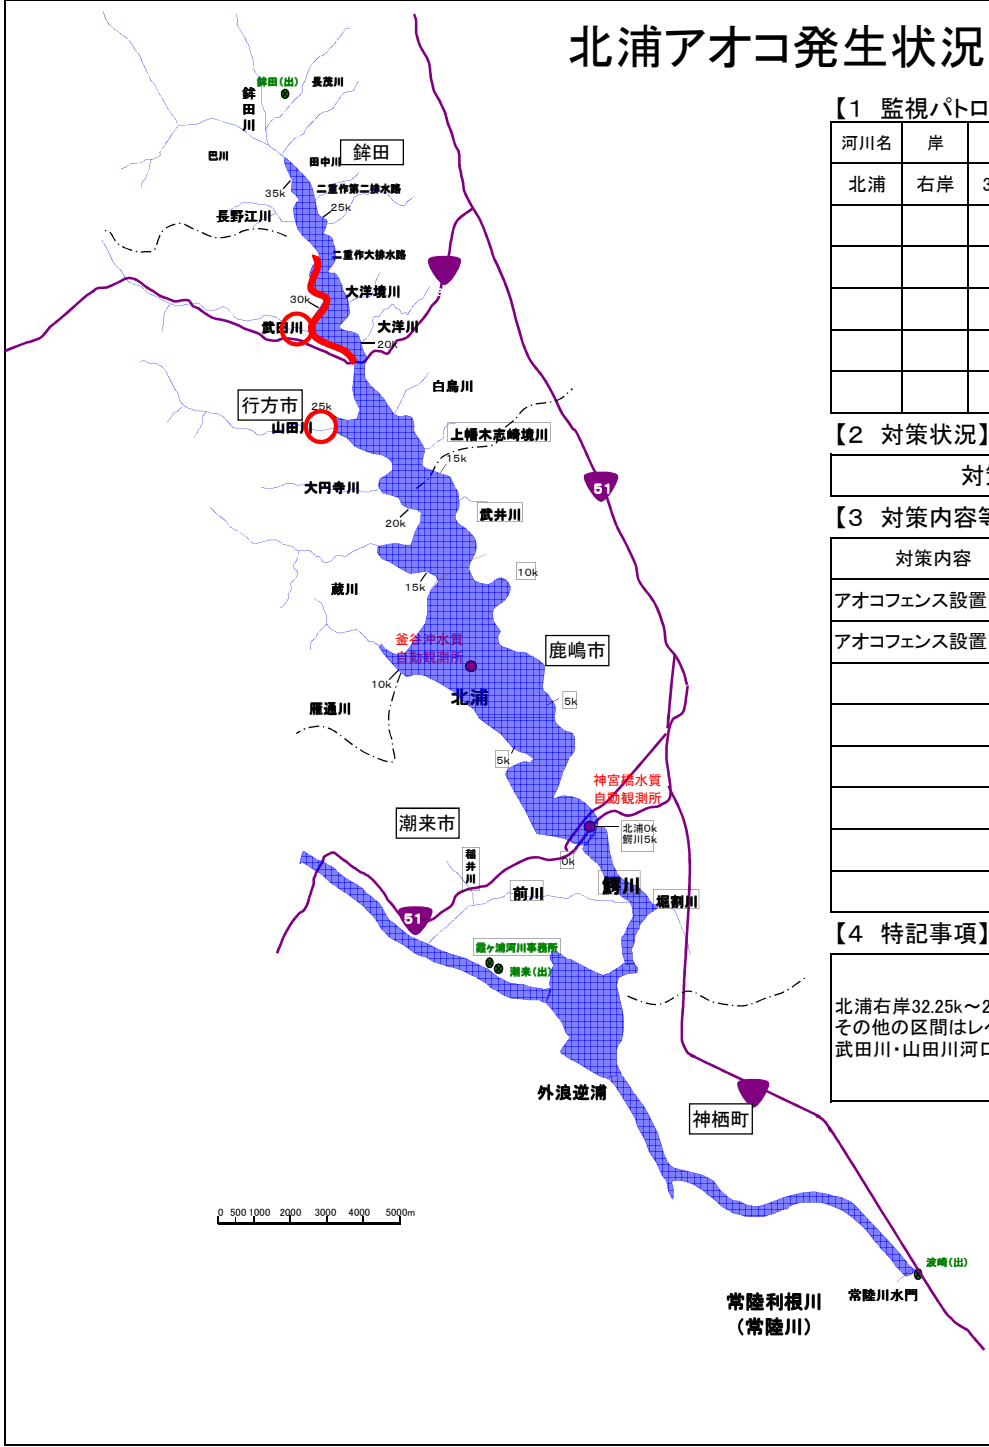 北浦アオコ発生状況
鉾田(出)
長茂川
鉾田川
巴川
田中川
鉾田
35k
二重作第二排水路
25k
長野江川
二重作大排水路
大洋境川
30k
武田川
大洋川
20k
白鳥川
行方市
25k
山田川
上幡木志崎境川
15k
大円寺川
武井川
20k
10k
15k
蔵川
釜谷沖水質
自動観測所
鹿嶋市
10k
北浦
5k
雁通川
5k
神宮橋水質
自動観測所
潮来市
北浦0k
鰐川5k
0k
稲井川
前川
鰐川
堀割川
51
51
霞ヶ浦河川事務所
潮来(出)
外浪逆浦
神栖町
0 500 1000 2000 3000 4000 5000m
波崎(出)
常陸川水門
常陸利根川
(常陸川)
【1 監視パトロ
河川名 岸
北浦 右岸 3
【2 対策状況】
対
【3 対策内容等
対策内容
アオコフェンス設置
アオコフェンス設置
【4 特記事項】
北浦右岸32.25k～2
その他の区間はレ
武田川・山田川河口